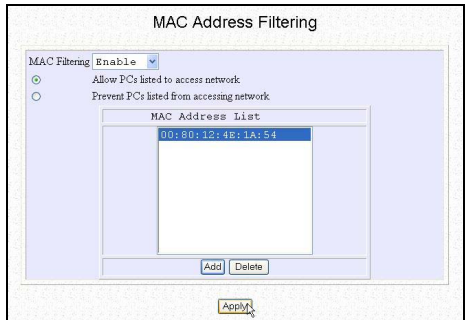 MAC Address Filtering
MAC Filtering Enable
Allow PCs listed to access network
Prevent PCs listed from accessing network
MAC Address List
00:80:12:4E:1A:54
Add Delete
Apply